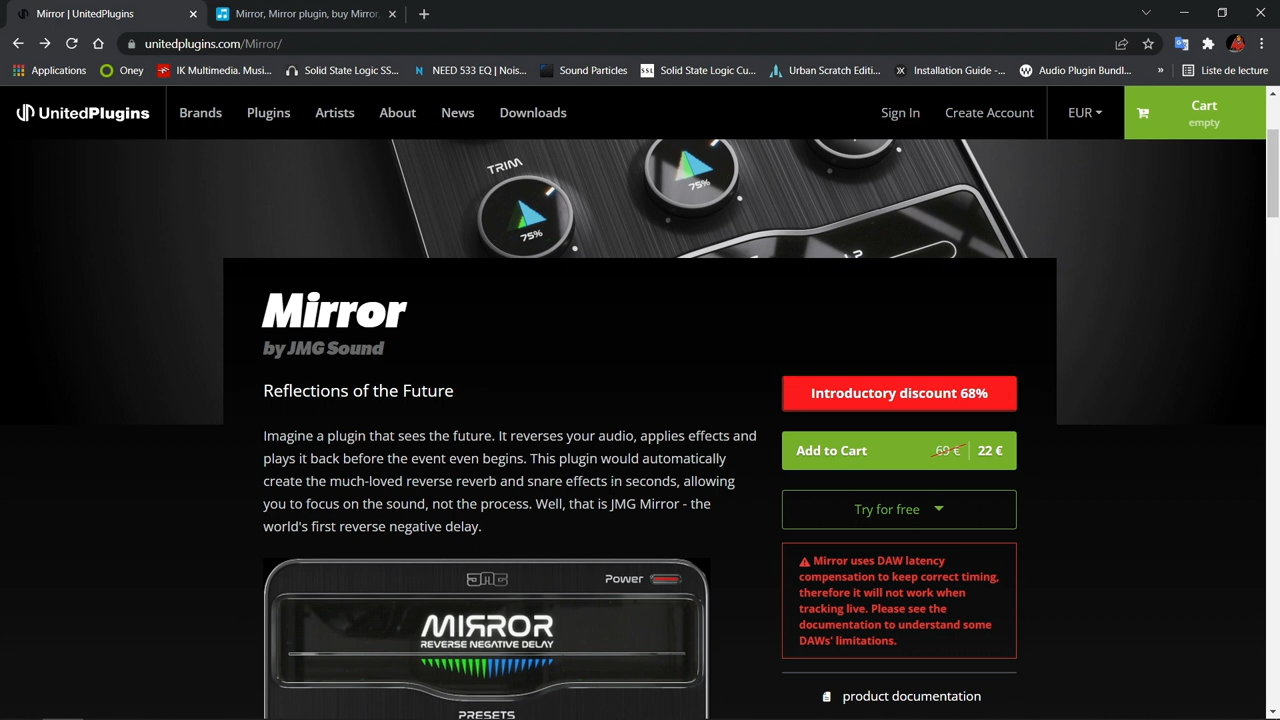 Mirror | UnitedPlugins
Mirror, Mirror plugin, buy Mirror,
unitedplugins.com/Mirror/
Applications
Oney
IK Multimedia. Musi...
Solid State Logic SS...
NEED 533 EQ | Nois...
Sound Particles
SSL
Solid State Logic Cu...
Urban Scratch Editi...
Installation Guide -...
Audio Plugin Bundl...
»
Liste de lecture
UnitedPlugins
Brands
Plugins
Artists
About
News
Downloads
Sign In
Create Account
EUR
Cart
empty
TRIM
75%
75%
Mirror
by JMG Sound
Reflections of the Future
Imagine a plugin that sees the future. It reverses your audio, applies effects and
plays it back before the event even begins. This plugin would automatically
create the much-loved reverse reverb and snare effects in seconds, allowing
you to focus on the sound, not the process. Well, that is JMG Mirror - the
world's first reverse negative delay.
Introductory discount 68%
Add to Cart 69 € 22 €
Try for free
Mirror uses DAW latency
compensation to keep correct timing,
therefore it will not work when
tracking live. Please see the
documentation to understand some
DAWs' limitations.
product documentation
Power
MIRROR
REVERSE NEGATIVE DELAY
PRESETS